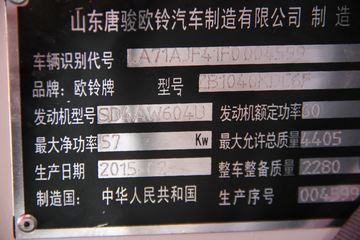 山东唐骏欧铃汽车制造有限公司 制造
车辆识别代号
品牌: 欧铃牌 型号
发动机型号 SD4AW604U 发动机额定功率 60
最大净功率 57 Kw 最大允许总质量 4405
生产日期 2015 整车整备质量 2280
制造国: 中华人民共和国 生产序号 004599